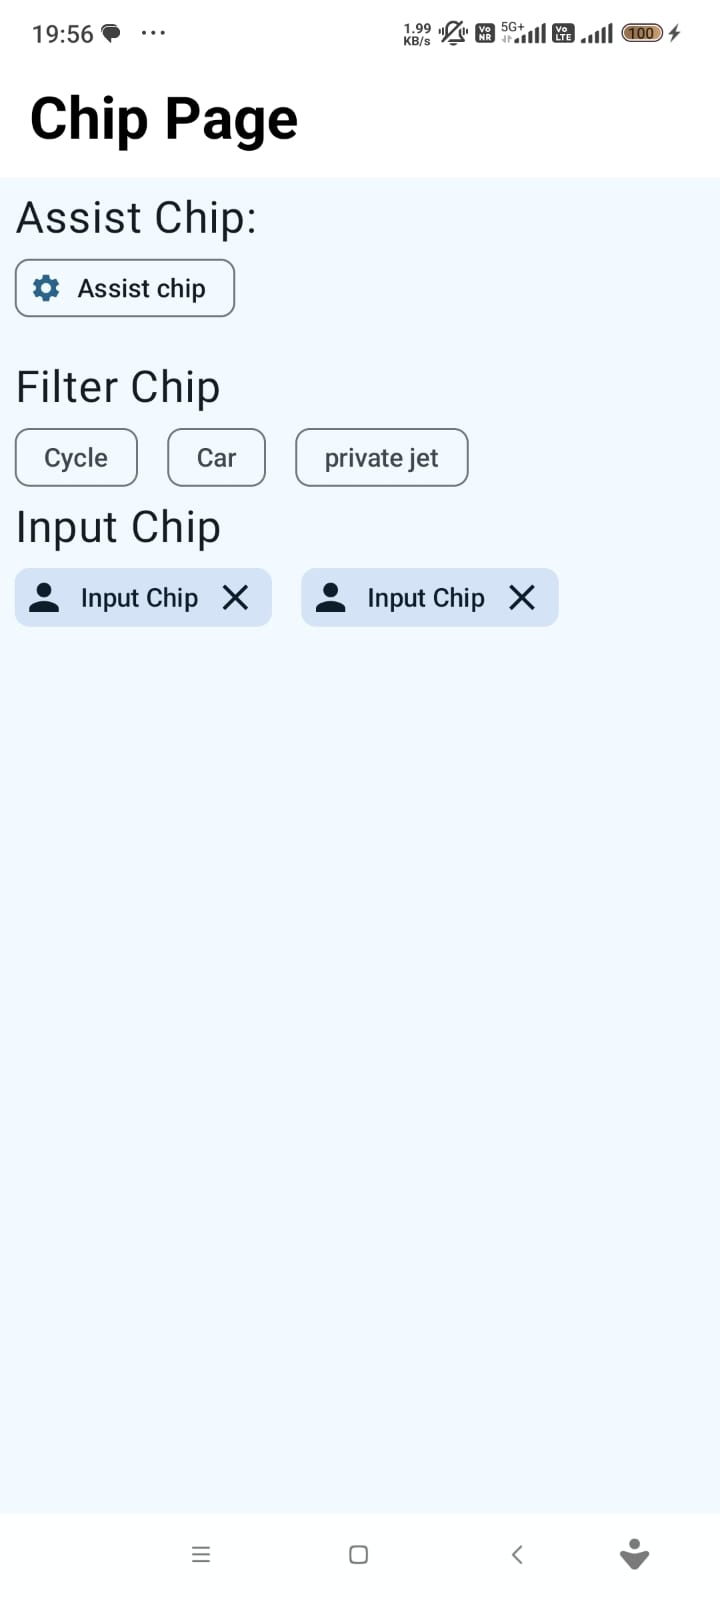 19:56 ... 1.99 KB/s Vo NR 5G+ Vo LTE 100
Chip Page
Assist Chip:
Assist chip
Filter Chip
Cycle Car private jet
Input Chip
Input Chip Input Chip